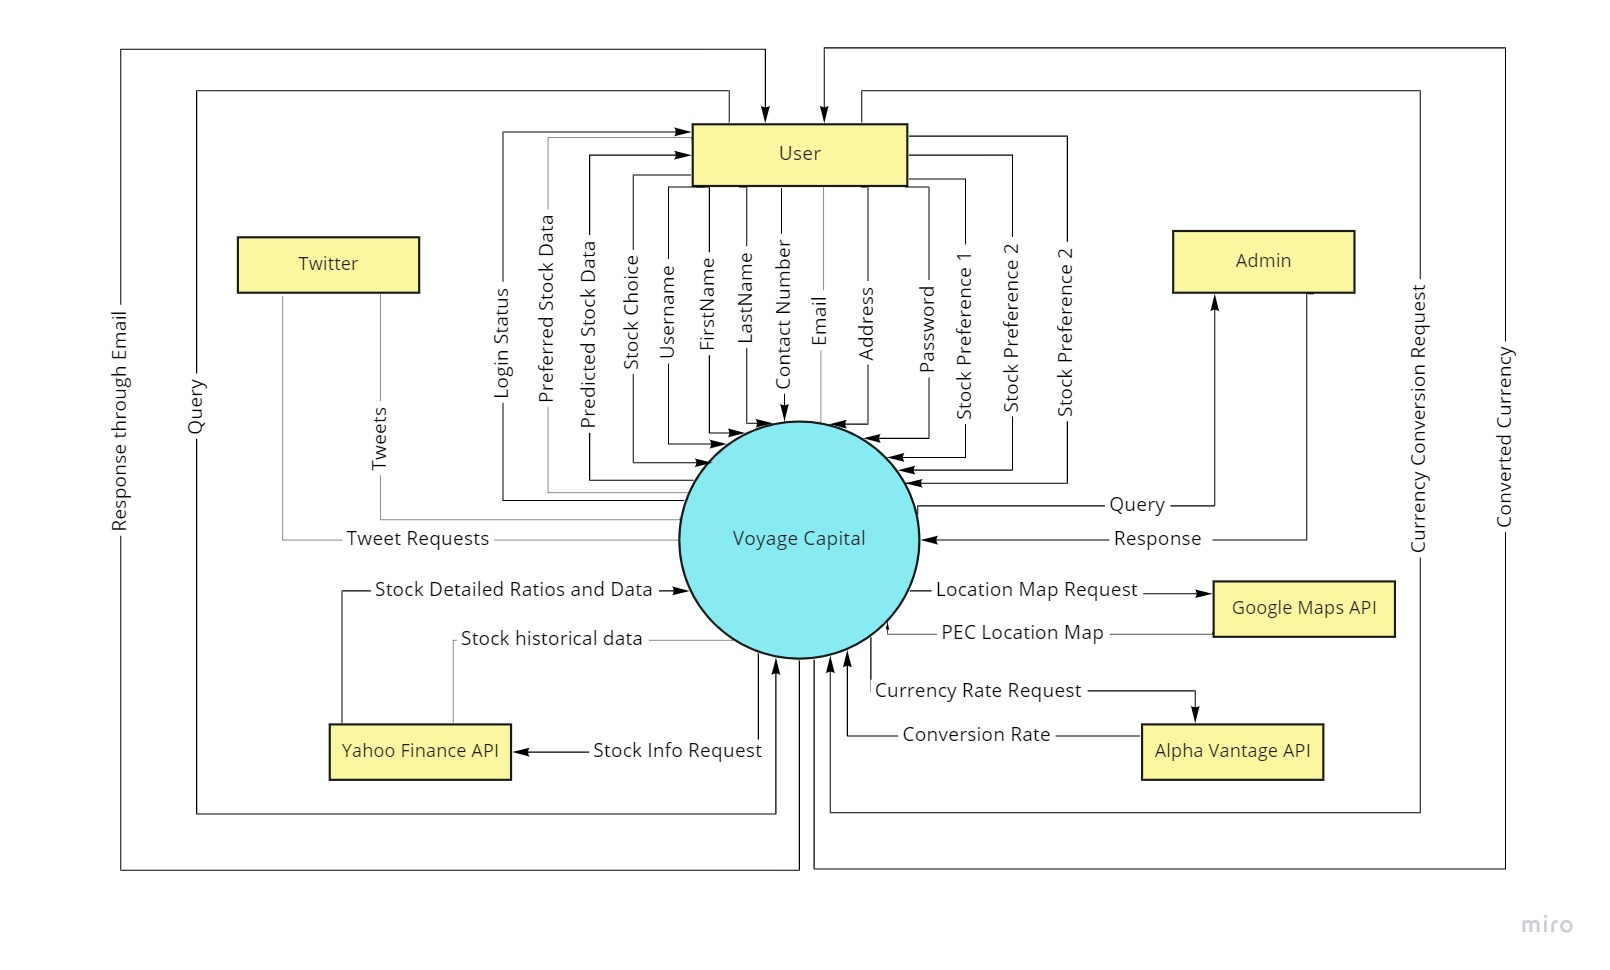 User
Twitter
Admin
Login Status
Preferred Stock Data
Predicted Stock Data
Stock Choice
Username
FirstName
LastName
Contact Number
Email
Address
Password
Stock Preference 1
Stock Preference 2
Stock Preference 2
Response through Email
Query
Tweets
Currency Conversion Request
Converted Currency
Query
Tweet Requests
Voyage Capital
Response
Stock Detailed Ratios and Data
Location Map Request
Google Maps API
Stock historical data
PEC Location Map
Currency Rate Request
Conversion Rate
Yahoo Finance API
Stock Info Request
Alpha Vantage API
miro